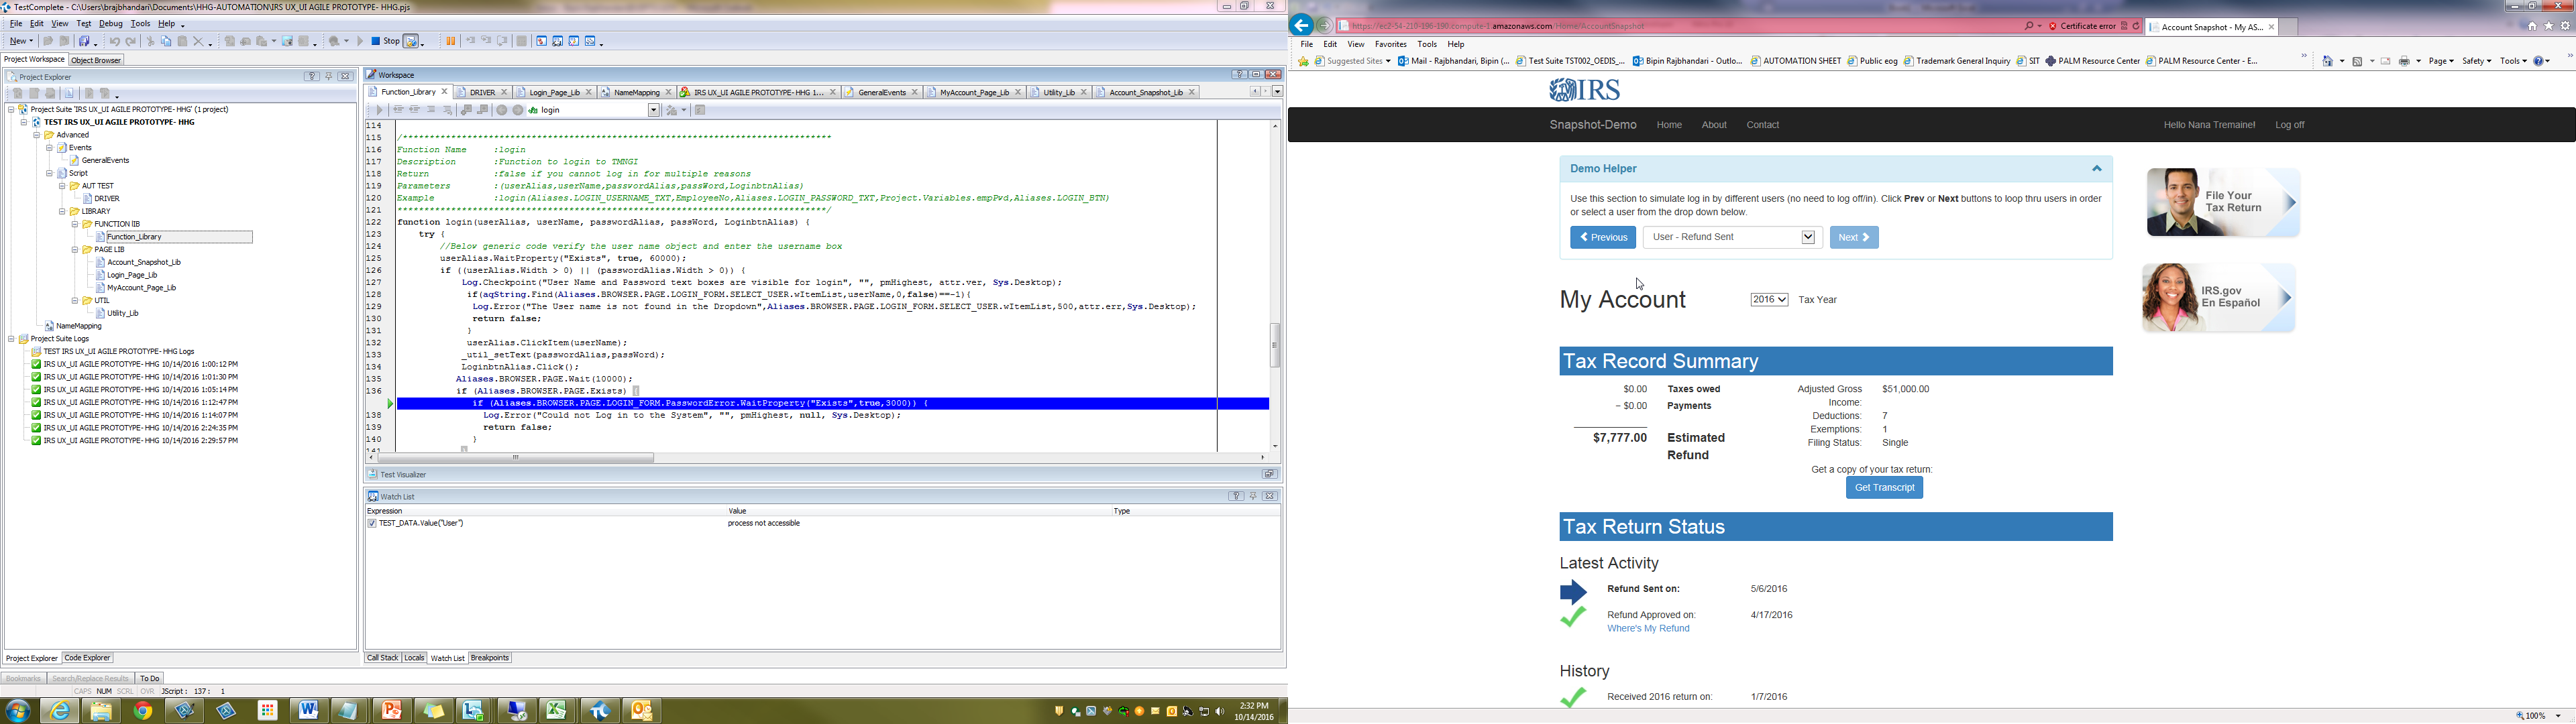 TestComplete - C:\Users\brajbhandari\Documents\HHG-AUTOMATION\IRS UX_UI AGILE PROTOTYPE- HHG.pjs
File Edit View Test Debug Tools Help
New Stop
Project Workspace Object Browser
Project Explorer
Project Suite 'IRS UX_UI AGILE PROTOTYPE- HHG' (1 project)
TEST IRS UX_UI AGILE PROTOTYPE- HHG
Advanced
Events
GeneralEvents
Script
AUT TEST
DRIVER
LIBRARY
FUNCTION lIB
Function_Library
PAGE LIB
Account_Snapshot_Lib
Login_Page_Lib
MyAccount_Page_Lib
UTIL
Utility_Lib
NameMapping
Project Suite Logs
TEST IRS UX_UI AGILE PROTOTYPE- HHG Logs
IRS UX_UI AGILE PROTOTYPE- HHG 10/14/2016 1:00:12 PM
IRS UX_UI AGILE PROTOTYPE- HHG 10/14/2016 1:01:30 PM
IRS UX_UI AGILE PROTOTYPE- HHG 10/14/2016 1:05:14 PM
IRS UX_UI AGILE PROTOTYPE- HHG 10/14/2016 1:12:47 PM
IRS UX_UI AGILE PROTOTYPE- HHG 10/14/2016 1:14:07 PM
IRS UX_UI AGILE PROTOTYPE- HHG 10/14/2016 2:24:35 PM
IRS UX_UI AGILE PROTOTYPE- HHG 10/14/2016 2:29:57 PM
Project Explorer Code Explorer
Workspace
Function_Library DRIVER Login_Page_Lib NameMapping IRS UX_UI AGILE PROTOTYPE- HHG 1... GeneralEvents MyAccount_Page_Lib Utility_Lib Account_Snapshot_Lib
login
114
115 /********************************************************************************
116 Function Name :login
117 Description :Function to login to TMNGI
118 Return :false if you cannot log in for multiple reasons
119 Parameters :(userAlias,userName,passwordAlias,passWord,LoginbtnAlias)
120 Example :login(Aliases.LOGIN_USERNAME_TXT,EmployeeNo,Aliases.LOGIN_PASSWORD_TXT,Project.Variables.empPvd,Aliases.LOGIN_BTN)
121 ********************************************************************************/
122 function login(userAlias, userName, passwordAlias, passWord, LoginbtnAlias) {
123 try {
124 //Below generic code verify the user name object and enter the username box
125 userAlias.WaitProperty("Exists", true, 60000);
126 if ((userAlias.Width > 0) || (passwordAlias.Width > 0)) {
127 Log.Checkpoint("User Name and Password text boxes are visible for login", "", pmHighest, attr.ver, Sys.Desktop);
128 if(aqString.Find(Aliases.BROWSER.PAGE.LOGIN_FORM.SELECT_USER.wItemList,userName,0,false)==-1){
129 Log.Error("The User name is not found in the Dropdown",Aliases.BROWSER.PAGE.LOGIN_FORM.SELECT_USER.wItemList,500,attr.err,Sys.Desktop);
130 return false;
131 }
132 userAlias.ClickItem(userName);
133 _util_setText(passwordAlias,passWord);
134 LoginbtnAlias.Click();
135 Aliases.BROWSER.PAGE.Wait(10000);
136 if (Aliases.BROWSER.PAGE.Exists) {
if (Aliases.BROWSER.PAGE.LOGIN_FORM.PasswordError.WaitProperty("Exists",true,3000)) {
138 Log.Error("Could not Log in to the System", "", pmHighest, null, Sys.Desktop);
139 return false;
140 }
141 }
Test Visualizer
Watch List
Expression Value Type
TEST_DATA.Value("User") process not accessible
Call Stack Locals Watch List Breakpoints
Bookmarks Search/Replace Results To Do
CAPS NUM SCRL OVR JScript : 137 : 1
2:32 PM
10/14/2016
https://ec2-54-210-196-190.compute-1.amazonaws.com/Home/AccountSnapshot Certificate error Account Snapshot - My AS...
File Edit View Favorites Tools Help
Suggested Sites Mail - Rajbhandari, Bipin (... Test Suite TST002_OEDIS_... Bipin Rajbhandari - Outlo... AUTOMATION SHEET Public eog Trademark General Inquiry SIT PALM Resource Center PALM Resource Center - E... Page Safety Tools
IRS
Snapshot-Demo Home About Contact Hello Nana Tremaine! Log off
Demo Helper
Use this section to simulate log in by different users (no need to log off/in). Click Prev or Next buttons to loop thru users in order
or select a user from the drop down below.
Previous User - Refund Sent Next
My Account 2016 Tax Year
Tax Record Summary
$0.00 Taxes owed
− $0.00 Payments
$7,777.00 Estimated
Refund
Adjusted Gross $51,000.00
Income:
Deductions: 7
Exemptions: 1
Filing Status: Single
Get a copy of your tax return:
Get Transcript
Tax Return Status
Latest Activity
Refund Sent on: 5/6/2016
Refund Approved on: 4/17/2016
Where's My Refund
History
Received 2016 return on: 1/7/2016
File Your
Tax Return
IRS.gov
En Español
100%